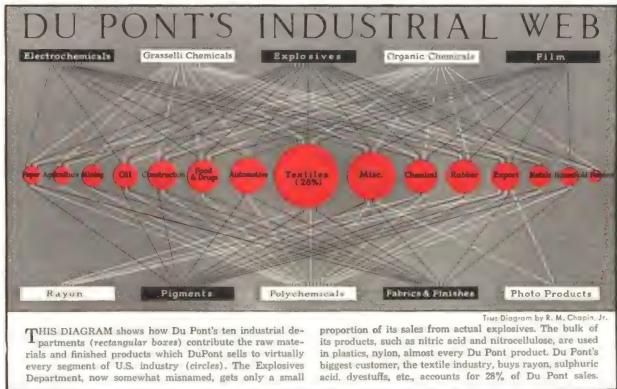 DU PONT'S INDUSTRIAL WEB
Electrochemicals Grasselli Chemicals Explosives Organic Chemicals Film
Paper Agriculture Mining Oil Construction Food & Drugs Automotive Textiles (28%) Misc. Chemical Rubber Export Metals Household
Rayon Pigments Polychemicals Fabrics & Finishes Photo Products
TIME Diagram by R. M. Chapin, Jr.
THIS DIAGRAM shows how Du Pont's ten industrial de-
partments (rectangular boxes) contribute the raw mate-
rials and finished products which DuPont sells to virtually
every segment of U.S. industry (circles). The Explosives
Department, now somewhat misnamed, gets only a small
proportion of its sales from actual explosives. The bulk of
its products, such as nitric acid and nitrocellulose, are used
in plastics, nylon, almost every Du Pont product. Du Pont's
biggest customer, the textile industry, buys rayon, sulphuric
acid, dyestuffs, etc., accounts for 28% of Du Pont sales.